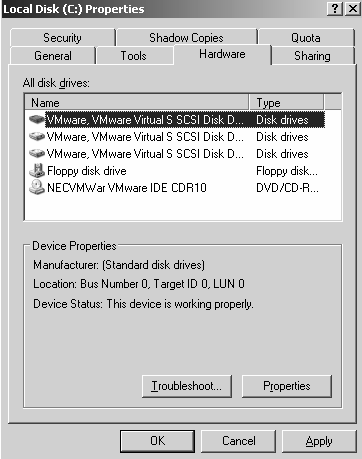 Local Disk (C:) Properties
Security Shadow Copies Quota
General Tools Hardware Sharing
All disk drives:
Name Type
VMware, VMware Virtual S SCSI Disk D... Disk drives
VMware, VMware Virtual S SCSI Disk D... Disk drives
VMware, VMware Virtual S SCSI Disk D... Disk drives
Floppy disk drive Floppy disk...
NECVMWar VMware IDE CDR10 DVD/CD-R...
Device Properties
Manufacturer: (Standard disk drives)
Location: Bus Number 0, Target ID 0, LUN 0
Device Status: This device is working properly.
Troubleshoot... Properties
OK Cancel Apply